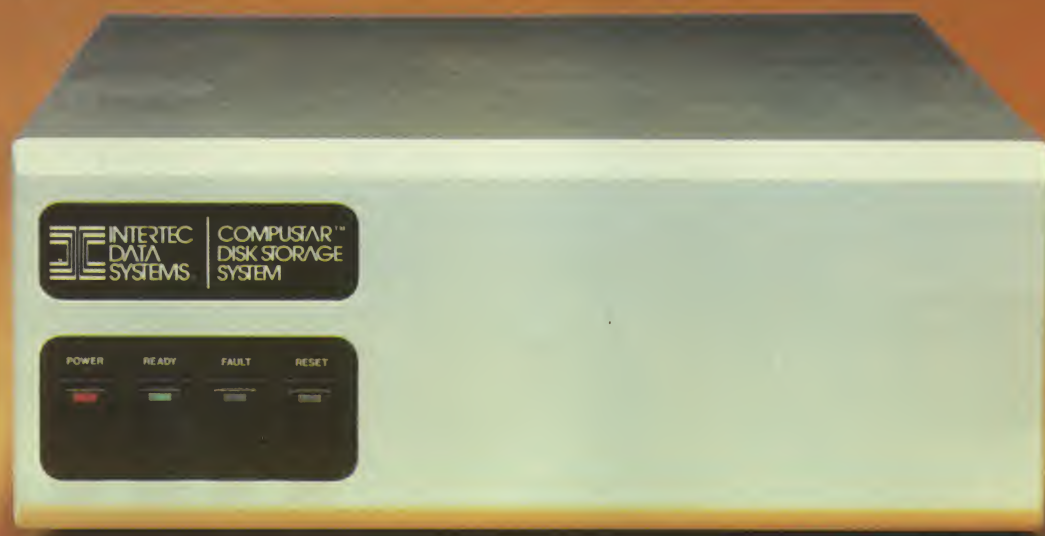 INTERTEC
DATA
SYSTEMS
COMPUSTAR™
DISK STORAGE
SYSTEM
POWER READY FAULT RESET